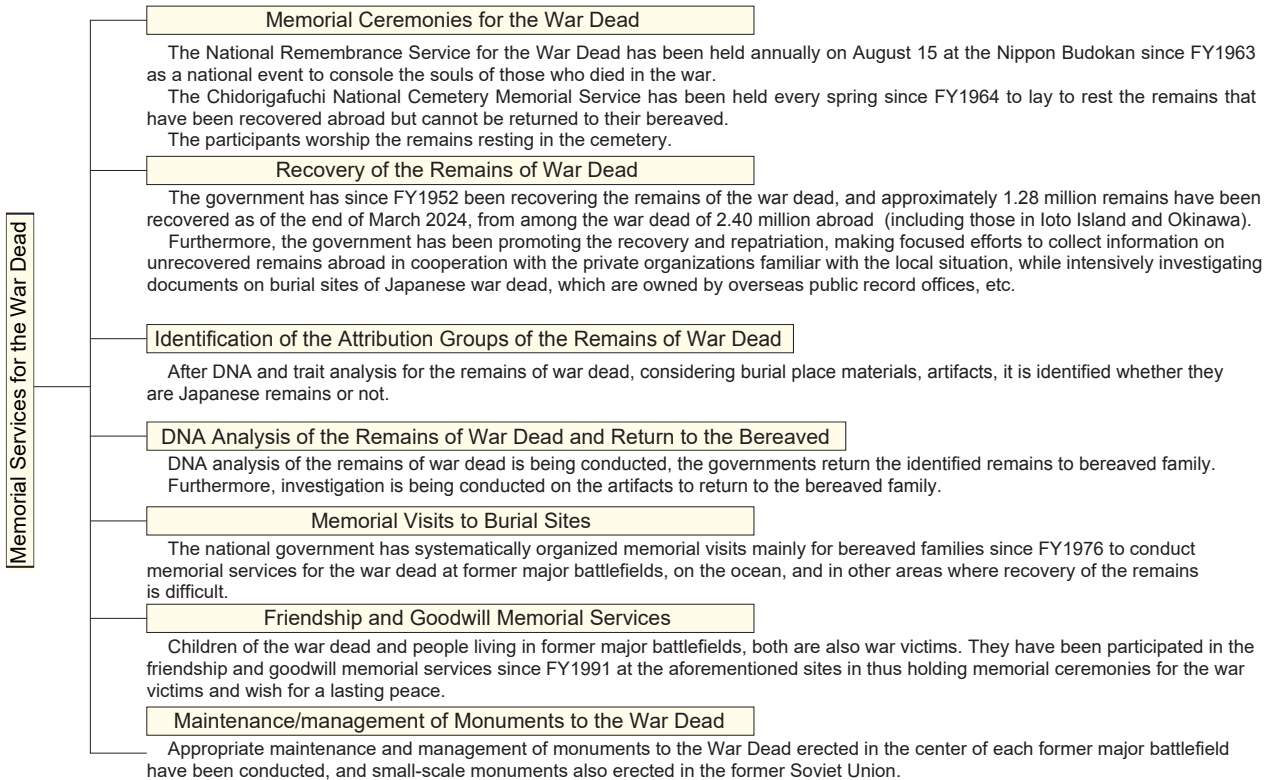 Memorial Services for the War Dead
Memorial Ceremonies for the War Dead
The National Remembrance Service for the War Dead has been held annually on August 15 at the Nippon Budokan since FY1963
as a national event to console the souls of those who died in the war.
The Chidorigafuchi National Cemetery Memorial Service has been held every spring since FY1964 to lay to rest the remains that
have been recovered abroad but cannot be returned to their bereaved.
The participants worship the remains resting in the cemetery.
Recovery of the Remains of War Dead
The government has since FY1952 been recovering the remains of the war dead, and approximately 1.28 million remains have been
recovered as of the end of March 2024, from among the war dead of 2.40 million abroad (including those in Ioto Island and Okinawa).
Furthermore, the government has been promoting the recovery and repatriation, making focused efforts to collect information on
unrecovered remains abroad in cooperation with the private organizations familiar with the local situation, while intensively investigating
documents on burial sites of Japanese war dead, which are owned by overseas public record offices, etc.
Identification of the Attribution Groups of the Remains of War Dead
After DNA and trait analysis for the remains of war dead, considering burial place materials, artifacts, it is identified whether they
are Japanese remains or not.
DNA Analysis of the Remains of War Dead and Return to the Bereaved
DNA analysis of the remains of war dead is being conducted, the governments return the identified remains to bereaved family.
Furthermore, investigation is being conducted on the artifacts to return to the bereaved family.
Memorial Visits to Burial Sites
The national government has systematically organized memorial visits mainly for bereaved families since FY1976 to conduct
memorial services for the war dead at former major battlefields, on the ocean, and in other areas where recovery of the remains
is difficult.
Friendship and Goodwill Memorial Services
Children of the war dead and people living in former major battlefields, both are also war victims. They have been participated in the
friendship and goodwill memorial services since FY1991 at the aforementioned sites in thus holding memorial ceremonies for the war
victims and wish for a lasting peace.
Maintenance/management of Monuments to the War Dead
Appropriate maintenance and management of monuments to the War Dead erected in the center of each former major battlefield
have been conducted, and small-scale monuments also erected in the former Soviet Union.